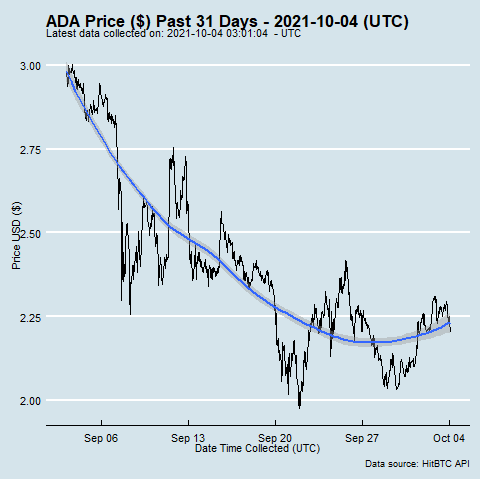 ADA Price ($) Past 31 Days - 2021-10-04 (UTC)
Latest data collected on: 2021-10-04 03:01:04  - UTC
3.00
2.75
2.50
2.25
2.00
Price USD ($)
Sep 06
Sep 13
Sep 20
Sep 27
Oct 04
Date Time Collected (UTC)
Data source: HitBTC API